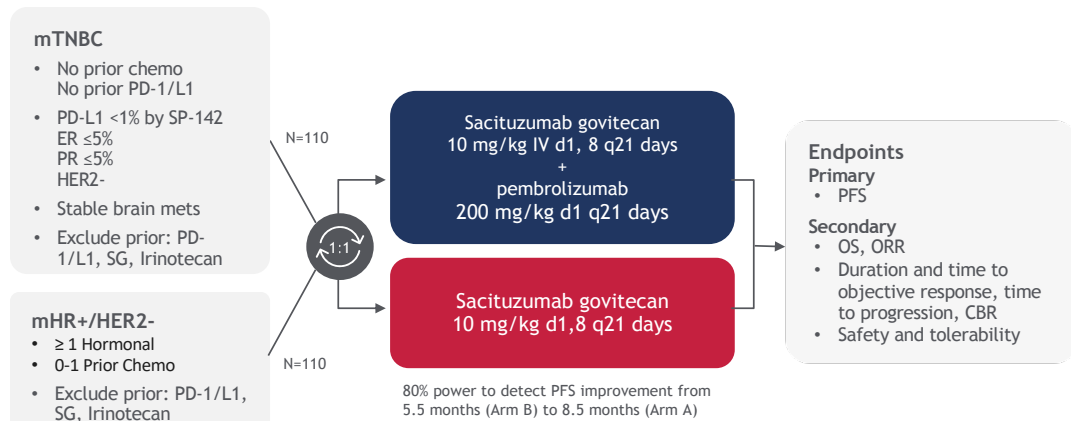 mTNBC
• No prior chemo
No prior PD-1/L1
• PD-L1 <1% by SP-142
ER ≤5%
PR ≤5%
HER2-
• Stable brain mets
• Exclude prior: PD-
1/L1, SG, Irinotecan
mHR+/HER2-
• ≥ 1 Hormonal
• 0-1 Prior Chemo
• Exclude prior: PD-1/L1,
SG, Irinotecan
N=110
N=110
1:1
Sacituzumab govitecan
10 mg/kg IV d1, 8 q21 days
+
pembrolizumab
200 mg/kg d1 q21 days
Sacituzumab govitecan
10 mg/kg d1,8 q21 days
80% power to detect PFS improvement from
5.5 months (Arm B) to 8.5 months (Arm A)
Endpoints
Primary
• PFS
Secondary
• OS, ORR
• Duration and time to
objective response, time
to progression, CBR
• Safety and tolerability